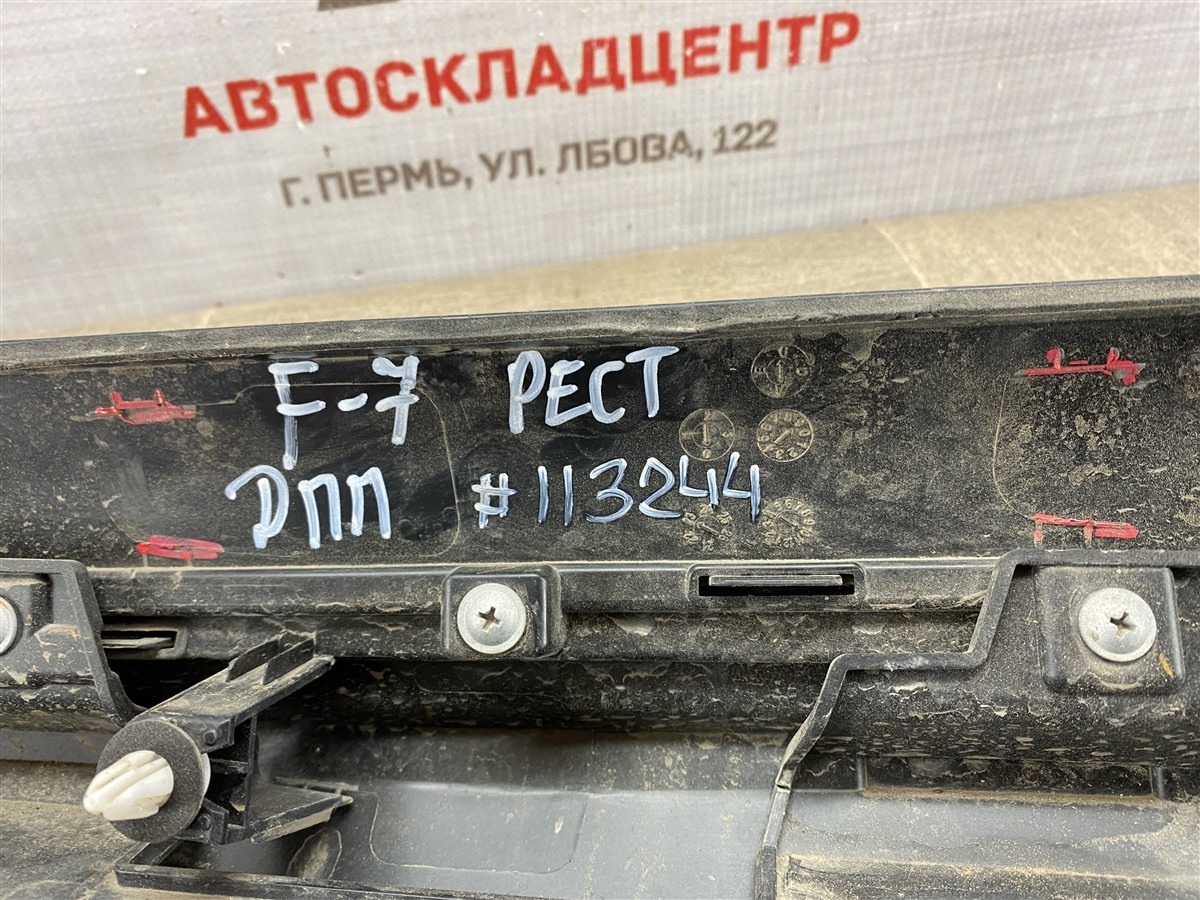 АВТОСКЛАДЦЕНТР
Г. ПЕРМЬ, УЛ. ЛБОВА, 122
F-7 РЕСТ
ДПП #113244